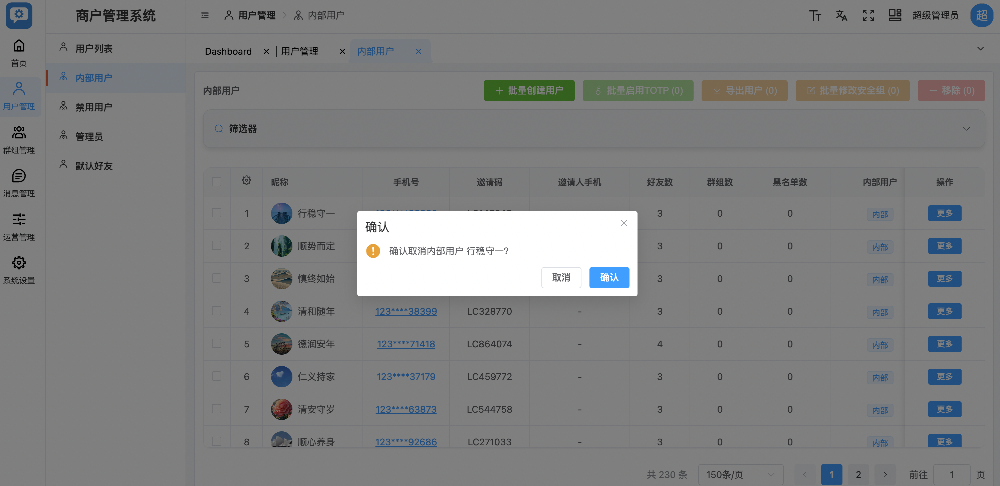 商户管理系统
用户管理
内部用户
超级管理员
超
首页
用户管理
群组管理
消息管理
运营管理
系统设置
用户列表
内部用户
禁用用户
管理员
默认好友
Dashboard
用户管理
内部用户
内部用户
批量创建用户
批量启用TOTP (0)
导出用户 (0)
批量修改安全组 (0)
移除 (0)
筛选器
昵称 手机号 邀请码 邀请人手机 好友数 群组数 黑名单数 内部用户 操作
1 行稳守一 3 0 0 内部 更多
2 顺势而定 3 0 0 内部 更多
3 慎终如始 3 0 0 内部 更多
4 清和随年 123****38399 LC328770 - 3 0 0 内部 更多
5 德润安年 123****71418 LC864074 - 4 0 0 内部 更多
6 仁义持家 123****37179 LC459772 - 3 0 0 内部 更多
7 清安守岁 123****63873 LC544758 - 3 0 0 内部 更多
8 顺心养身 123****92686 LC271033 - 3 0 0 内部 更多
确认
确认取消内部用户 行稳守一?
取消
确认
共 230 条 150条/页 1 2 前往 1 页